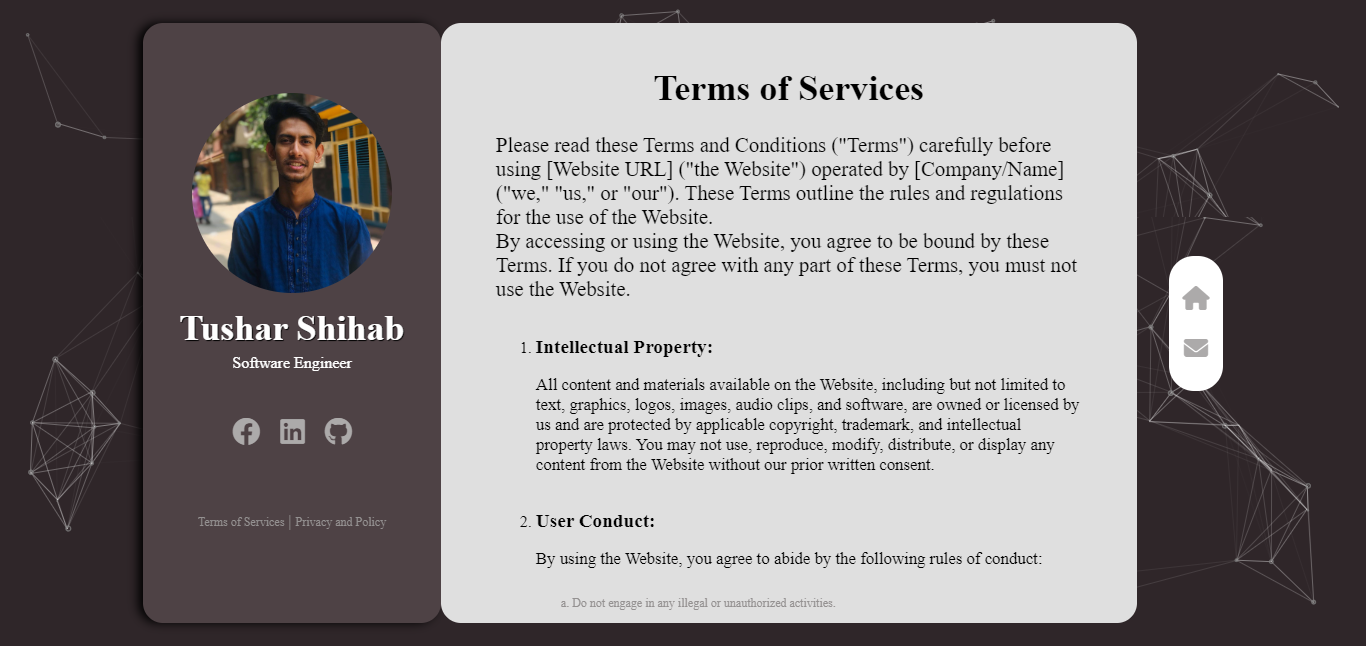 Tushar Shihab
Software Engineer
Terms of Services | Privacy and Policy
Terms of Services
Please read these Terms and Conditions ("Terms") carefully before
using [Website URL] ("the Website") operated by [Company/Name]
("we," "us," or "our"). These Terms outline the rules and regulations
for the use of the Website.
By accessing or using the Website, you agree to be bound by these
Terms. If you do not agree with any part of these Terms, you must not
use the Website.
1. Intellectual Property:
All content and materials available on the Website, including but not limited to
text, graphics, logos, images, audio clips, and software, are owned or licensed by
us and are protected by applicable copyright, trademark, and intellectual
property laws. You may not use, reproduce, modify, distribute, or display any
content from the Website without our prior written consent.
2. User Conduct:
By using the Website, you agree to abide by the following rules of conduct:
a. Do not engage in any illegal or unauthorized activities.